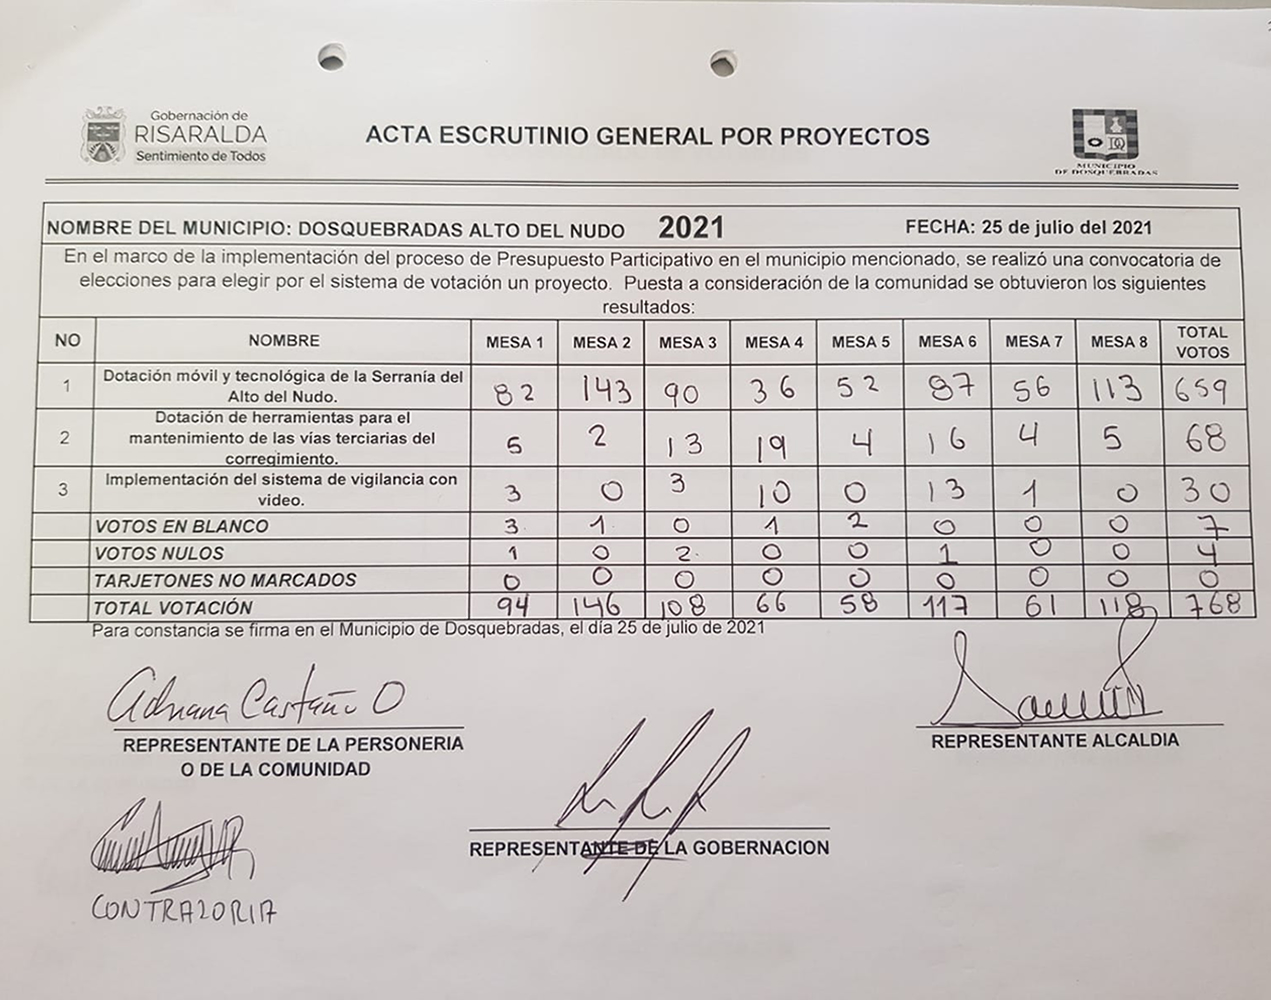 Gobernación de
RISARALDA
Sentimiento de Todos
ACTA ESCRUTINIO GENERAL POR PROYECTOS
MUNICIPIO
DE DOSQUEBRADAS
NOMBRE DEL MUNICIPIO: DOSQUEBRADAS ALTO DEL NUDO 2021 FECHA: 25 de julio del 2021
En el marco de la implementación del proceso de Presupuesto Participativo en el municipio mencionado, se realizó una convocatoria de
elecciones para elegir por el sistema de votación un proyecto. Puesta a consideración de la comunidad se obtuvieron los siguientes
resultados:
NO NOMBRE MESA 1 MESA 2 MESA 3 MESA 4 MESA 5 MESA 6 MESA 7 MESA 8 TOTAL
VOTOS
1 Dotación móvil y tecnológica de la Serranía del
Alto del Nudo. 82 143 90 36 52 87 56 113 659
Dotación de herramientas para el
2 mantenimiento de las vías terciarias del 5 2 13 19 4 16 4 5 68
corregimiento.
3 Implementación del sistema de vigilancia con
video. 3 0 3 10 0 13 1 0 30
VOTOS EN BLANCO 3 1 0 1 2 0 0 0 7
VOTOS NULOS 1 0 2 0 0 1 0 0 4
TARJETONES NO MARCADOS 0 0 0 0 0 0 0 0 0
TOTAL VOTACIÓN 94 146 108 66 58 117 61 118 768
Para constancia se firma en el Municipio de Dosquebradas, el día 25 de julio de 2021
Adriana Castaño O
REPRESENTANTE DE LA PERSONERIA
O DE LA COMUNIDAD
REPRESENTANTE ALCALDIA
REPRESENTANTE DE LA GOBERNACION
CONTRALORIA